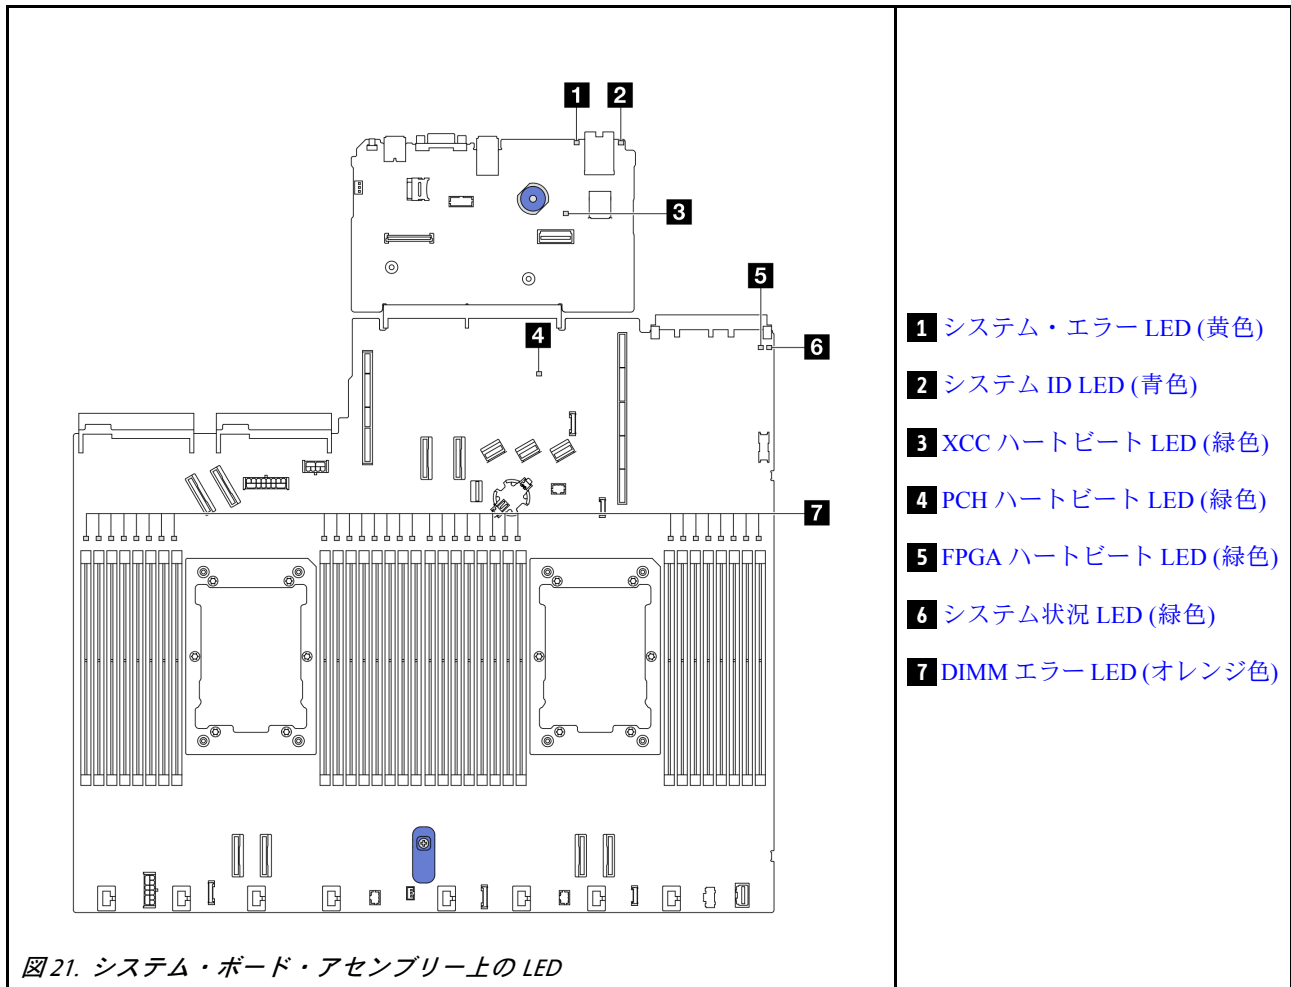 1 2
3
5
4 6
7
図 21. システム・ボード・アセンブリー上の LED
1 システム・エラー LED (黄色)
2 システム ID LED (青色)
3 XCC ハートビート LED (緑色)
4 PCH ハートビート LED (緑色)
5 FPGA ハートビート LED (緑色)
6 システム状況 LED (緑色)
7 DIMM エラー LED (オレンジ色)